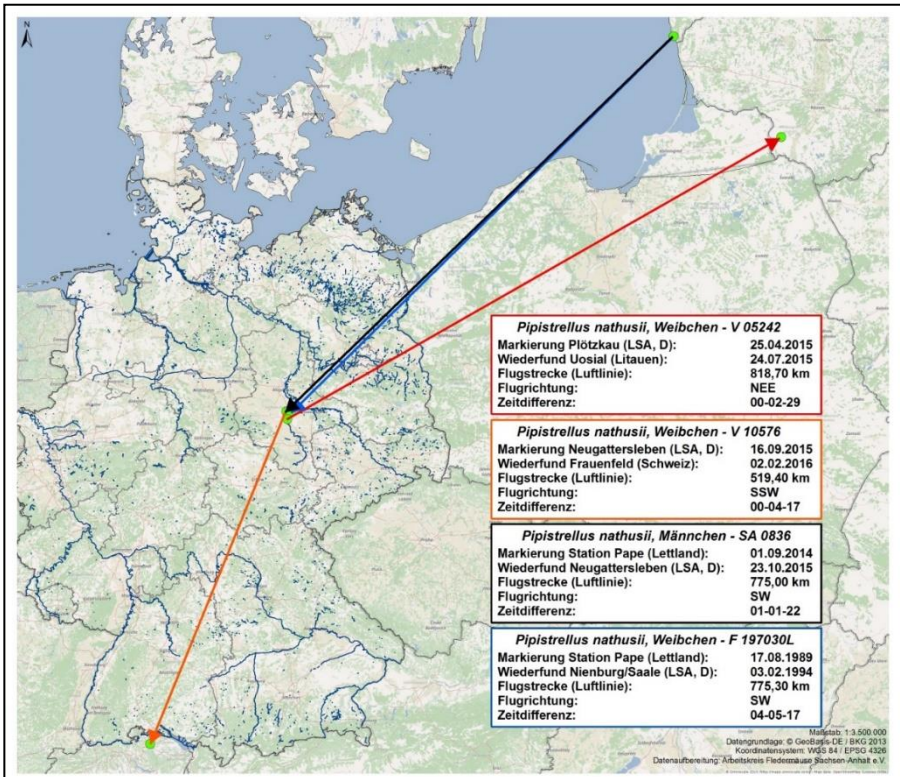 N
Pipistrellus nathusii, Weibchen - V 05242
Markierung Plötzkau (LSA, D): 25.04.2015
Wiederfund Uosial (Litauen): 24.07.2015
Flugstrecke (Luftlinie): 818,70 km
Flugrichtung: NEE
Zeitdifferenz: 00-02-29
Pipistrellus nathusii, Weibchen - V 10576
Markierung Neugattersleben (LSA, D): 16.09.2015
Wiederfund Frauenfeld (Schweiz): 02.02.2016
Flugstrecke (Luftlinie): 519,40 km
Flugrichtung: SSW
Zeitdifferenz: 00-04-17
Pipistrellus nathusii, Männchen - SA 0836
Markierung Station Pape (Lettland): 01.09.2014
Wiederfund Neugattersleben (LSA, D): 23.10.2015
Flugstrecke (Luftlinie): 775,00 km
Flugrichtung: SW
Zeitdifferenz: 01-01-22
Pipistrellus nathusii, Weibchen - F 197030L
Markierung Station Pape (Lettland): 17.08.1989
Wiederfund Nienburg/Saale (LSA, D): 03.02.1994
Flugstrecke (Luftlinie): 775,30 km
Flugrichtung: SW
Zeitdifferenz: 04-05-17
Maßstab: 1:3.500.000
Datengrundlage: © GeoBasis-DE / BKG 2013
Koordinatensystem: WGS 84 / EPSG 4326
Datenaufbereitung: Arbeitskreis Fledermäuse Sachsen-Anhalt e.V.